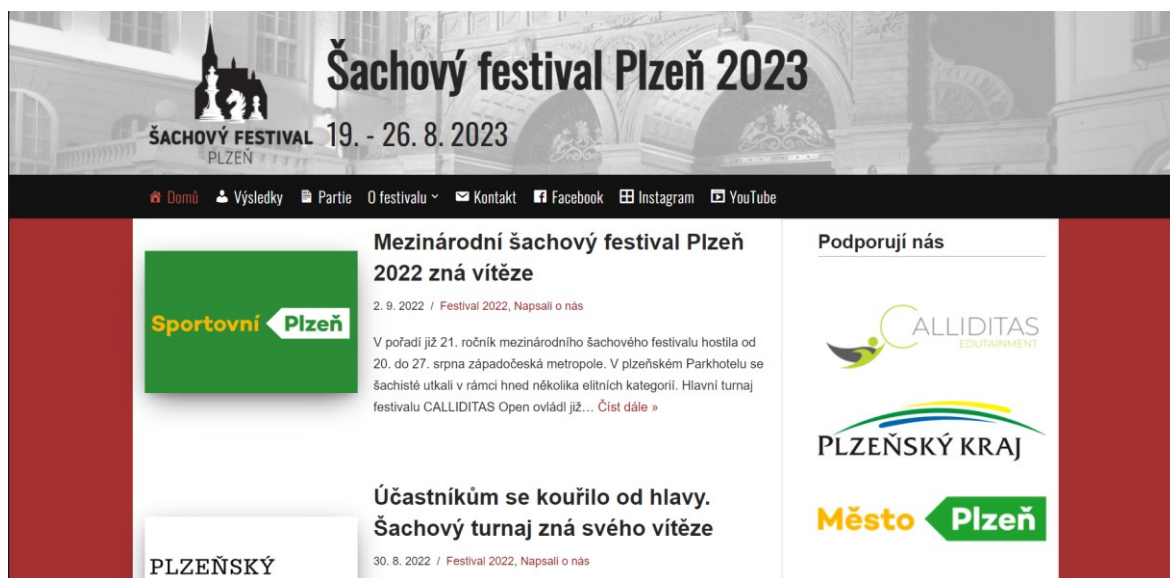 Šachový festival Plzeň 2023
19. - 26. 8. 2023
ŠACHOVÝ FESTIVAL
PLZEŇ
Domů Výsledky Partie O festivalu Kontakt Facebook Instagram YouTube
Sportovní Plzeň
Mezinárodní šachový festival Plzeň
2022 zná vítěze
2. 9. 2022 / Festival 2022, Napsali o nás
V pořadí již 21. ročník mezinárodního šachového festivalu hostila od
20. do 27. srpna západočeská metropole. V plzeňském Parkhotelu se
šachisté utkali v rámci hned několika elitních kategorií. Hlavní turnaj
festivalu CALLIDITAS Open ovládl již… Číst dále »
PLZEŇSKÝ
Účastníkům se kouřilo od hlavy.
Šachový turnaj zná svého vítěze
30. 8. 2022 / Festival 2022, Napsali o nás
Podporují nás
CALLIDITAS
EDUTAINMENT
PLZEŇSKÝ KRAJ
Město Plzeň